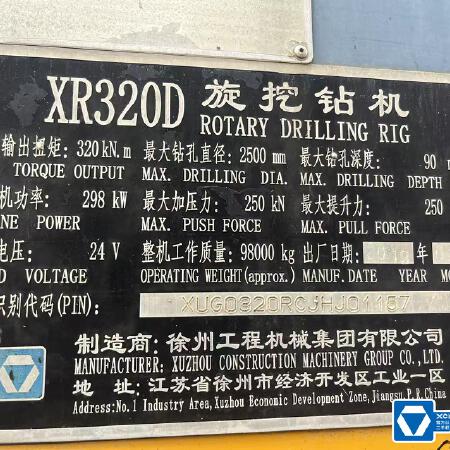 XR320D 旋挖钻机
ROTARY DRILLING RIG
输出扭矩: 320 kN.m 最大钻孔直径: 2500 mm 最大钻孔深度: 90
TORQUE OUTPUT MAX. DRILLING DIA. MAX. DRILLING DEPTH
机功率: 298 kW 最大加压力: 250 kN 最大提升力: 250
POWER MAX. PUSH FORCE MAX. PULL FORCE
电压: 24 V 整机工作质量: 98000 kg 出厂日期: 年
VOLTAGE OPERATING WEIGHT(approx.) MANUF.DATE YEAR
别代码(PIN):
制造商: 徐州工程机械集团有限公司
MANUFACTURER: XUZHOU CONSTRUCTION MACHINERY GROUP CO., LTD.
地 址: 江苏省徐州市经济开发区工业一区
Address: No.1 Industry Area, Xuzhou Economic Development Zone, Jiangsu, P.R.China